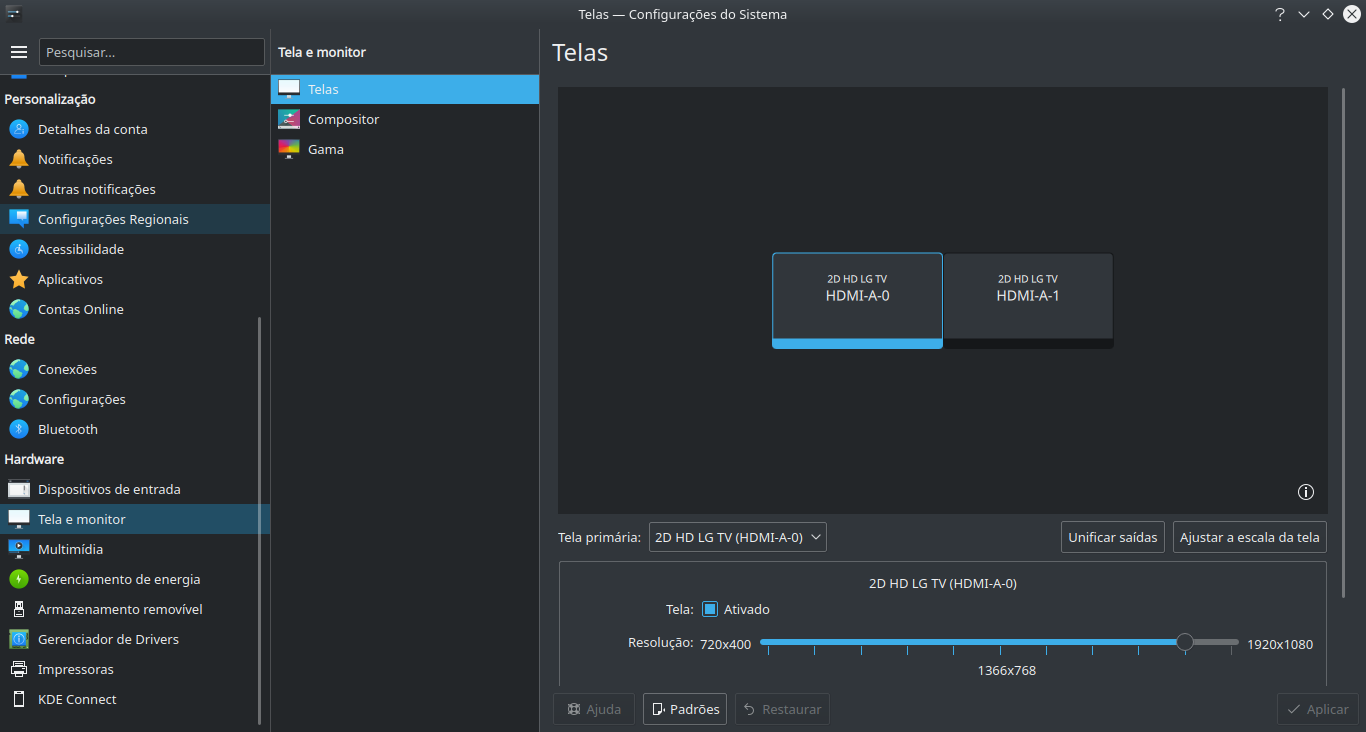 Telas — Configurações do Sistema
Pesquisar...
Personalização
Detalhes da conta
Notificações
Outras notificações
Configurações Regionais
Acessibilidade
Aplicativos
Contas Online
Rede
Conexões
Configurações
Bluetooth
Hardware
Dispositivos de entrada
Tela e monitor
Multimídia
Gerenciamento de energia
Armazenamento removível
Gerenciador de Drivers
Impressoras
KDE Connect
Tela e monitor
Telas
Compositor
Gama
Telas
2D HD LG TV
HDMI-A-0
2D HD LG TV
HDMI-A-1
Tela primária: 2D HD LG TV (HDMI-A-0) Unificar saídas Ajustar a escala da tela
2D HD LG TV (HDMI-A-0)
Tela: Ativado
Resolução: 720x400 1920x1080
1366x768
Ajuda Padrões Restaurar Aplicar